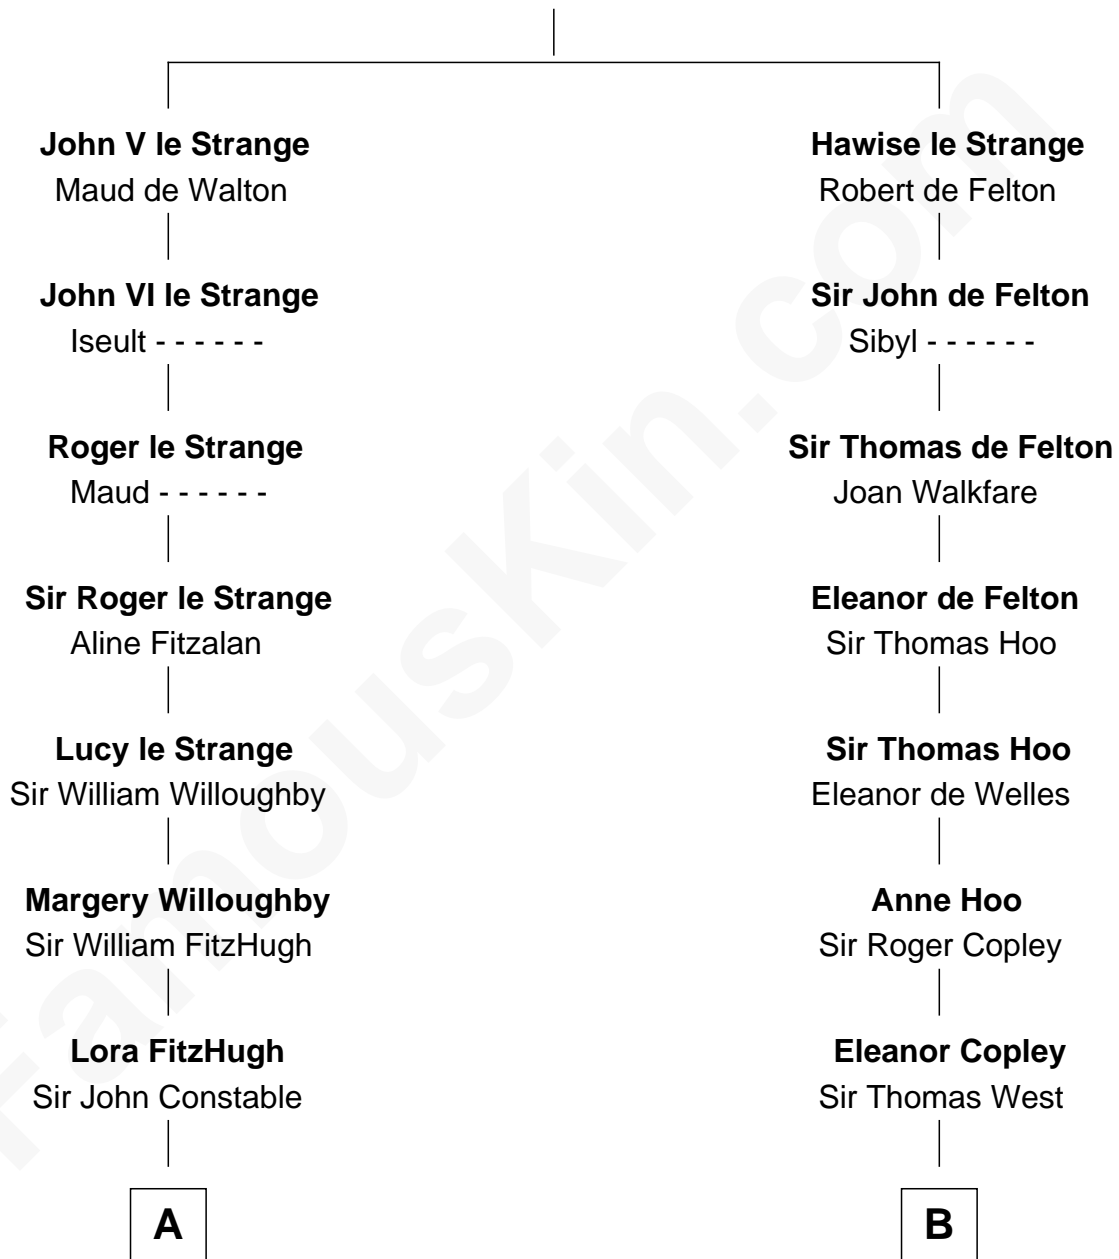 John V le Strange
Maud de Walton
John VI le Strange
Iseult - - - - - -
Roger le Strange
Maud - - - - - -
Sir Roger le Strange
Aline Fitzalan
Lucy le Strange
Sir William Willoughby
Margery Willoughby
Sir William FitzHugh
Lora FitzHugh
Sir John Constable
A
Hawise le Strange
Robert de Felton
Sir John de Felton
Sibyl - - - - - -
Sir Thomas de Felton
Joan Walkfare
Eleanor de Felton
Sir Thomas Hoo
Sir Thomas Hoo
Eleanor de Welles
Anne Hoo
Sir Roger Copley
Eleanor Copley
Sir Thomas West
B
FamousKin.com